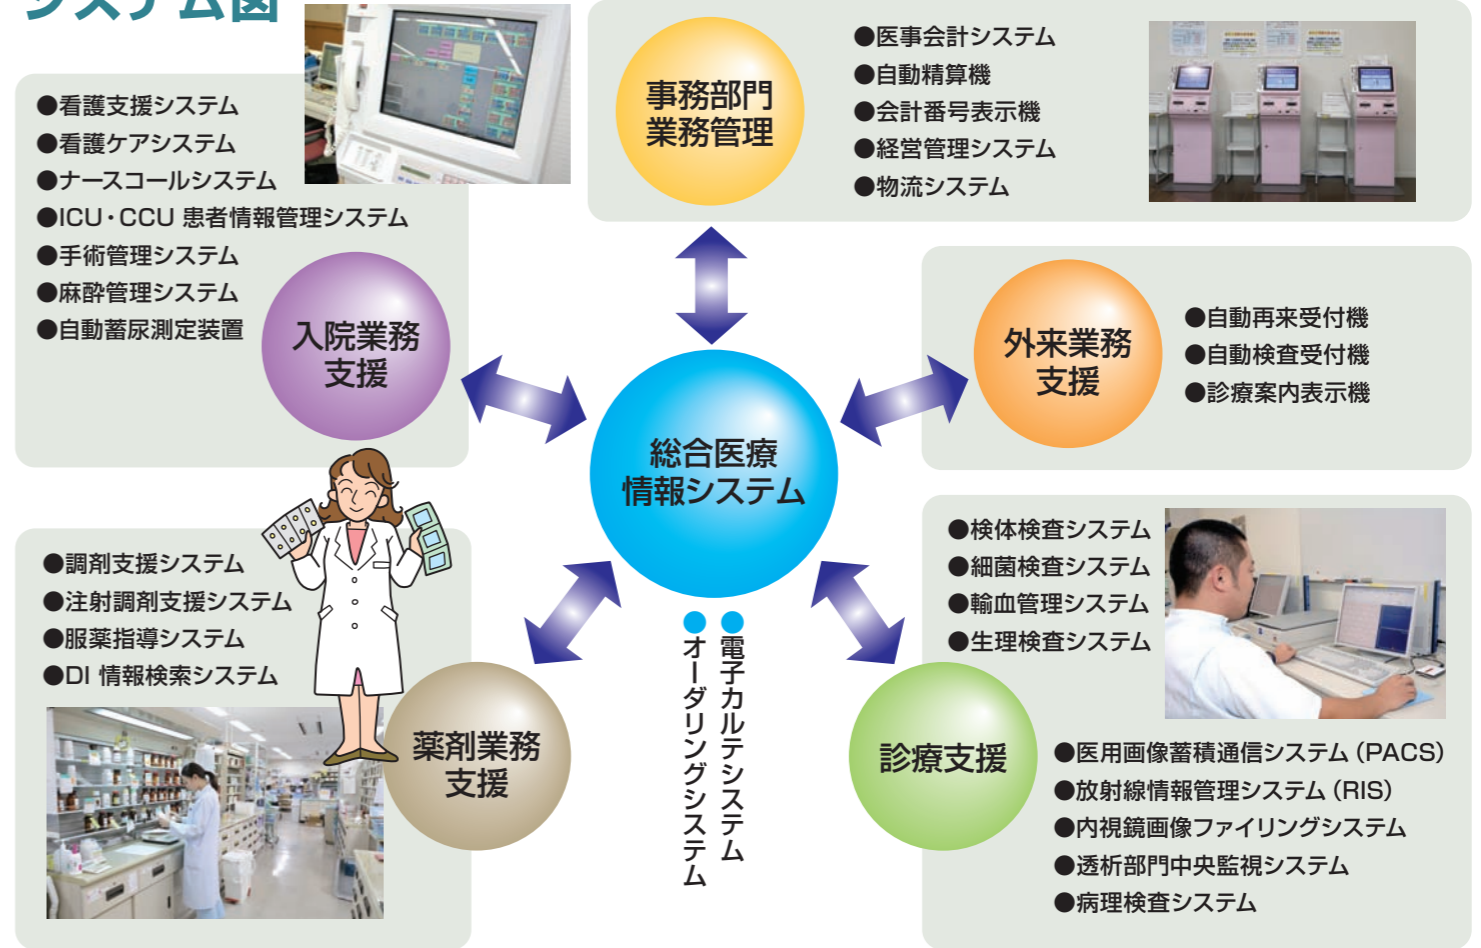 システム図
●看護支援システム
●看護ケアシステム
●ナースコールシステム
●ICU・CCU 患者情報管理システム
●手術管理システム
●麻酔管理システム
●自動蓄尿測定装置
入院業務
支援
事務部門
業務管理
●医事会計システム
●自動精算機
●会計番号表示機
●経営管理システム
●物流システム
外来業務
支援
●自動再来受付機
●自動検査受付機
●診療案内表示機
総合医療
情報システム
●電子カルテシステム
●オーダリングシステム
●調剤支援システム
●注射調剤支援システム
●服薬指導システム
●DI 情報検索システム
薬剤業務
支援
●検体検査システム
●細菌検査システム
●輸血管理システム
●生理検査システム
診療支援
●医用画像蓄積通信システム（PACS）
●放射線情報管理システム（RIS）
●内視鏡画像ファイリングシステム
●透析部門中央監視システム
●病理検査システム